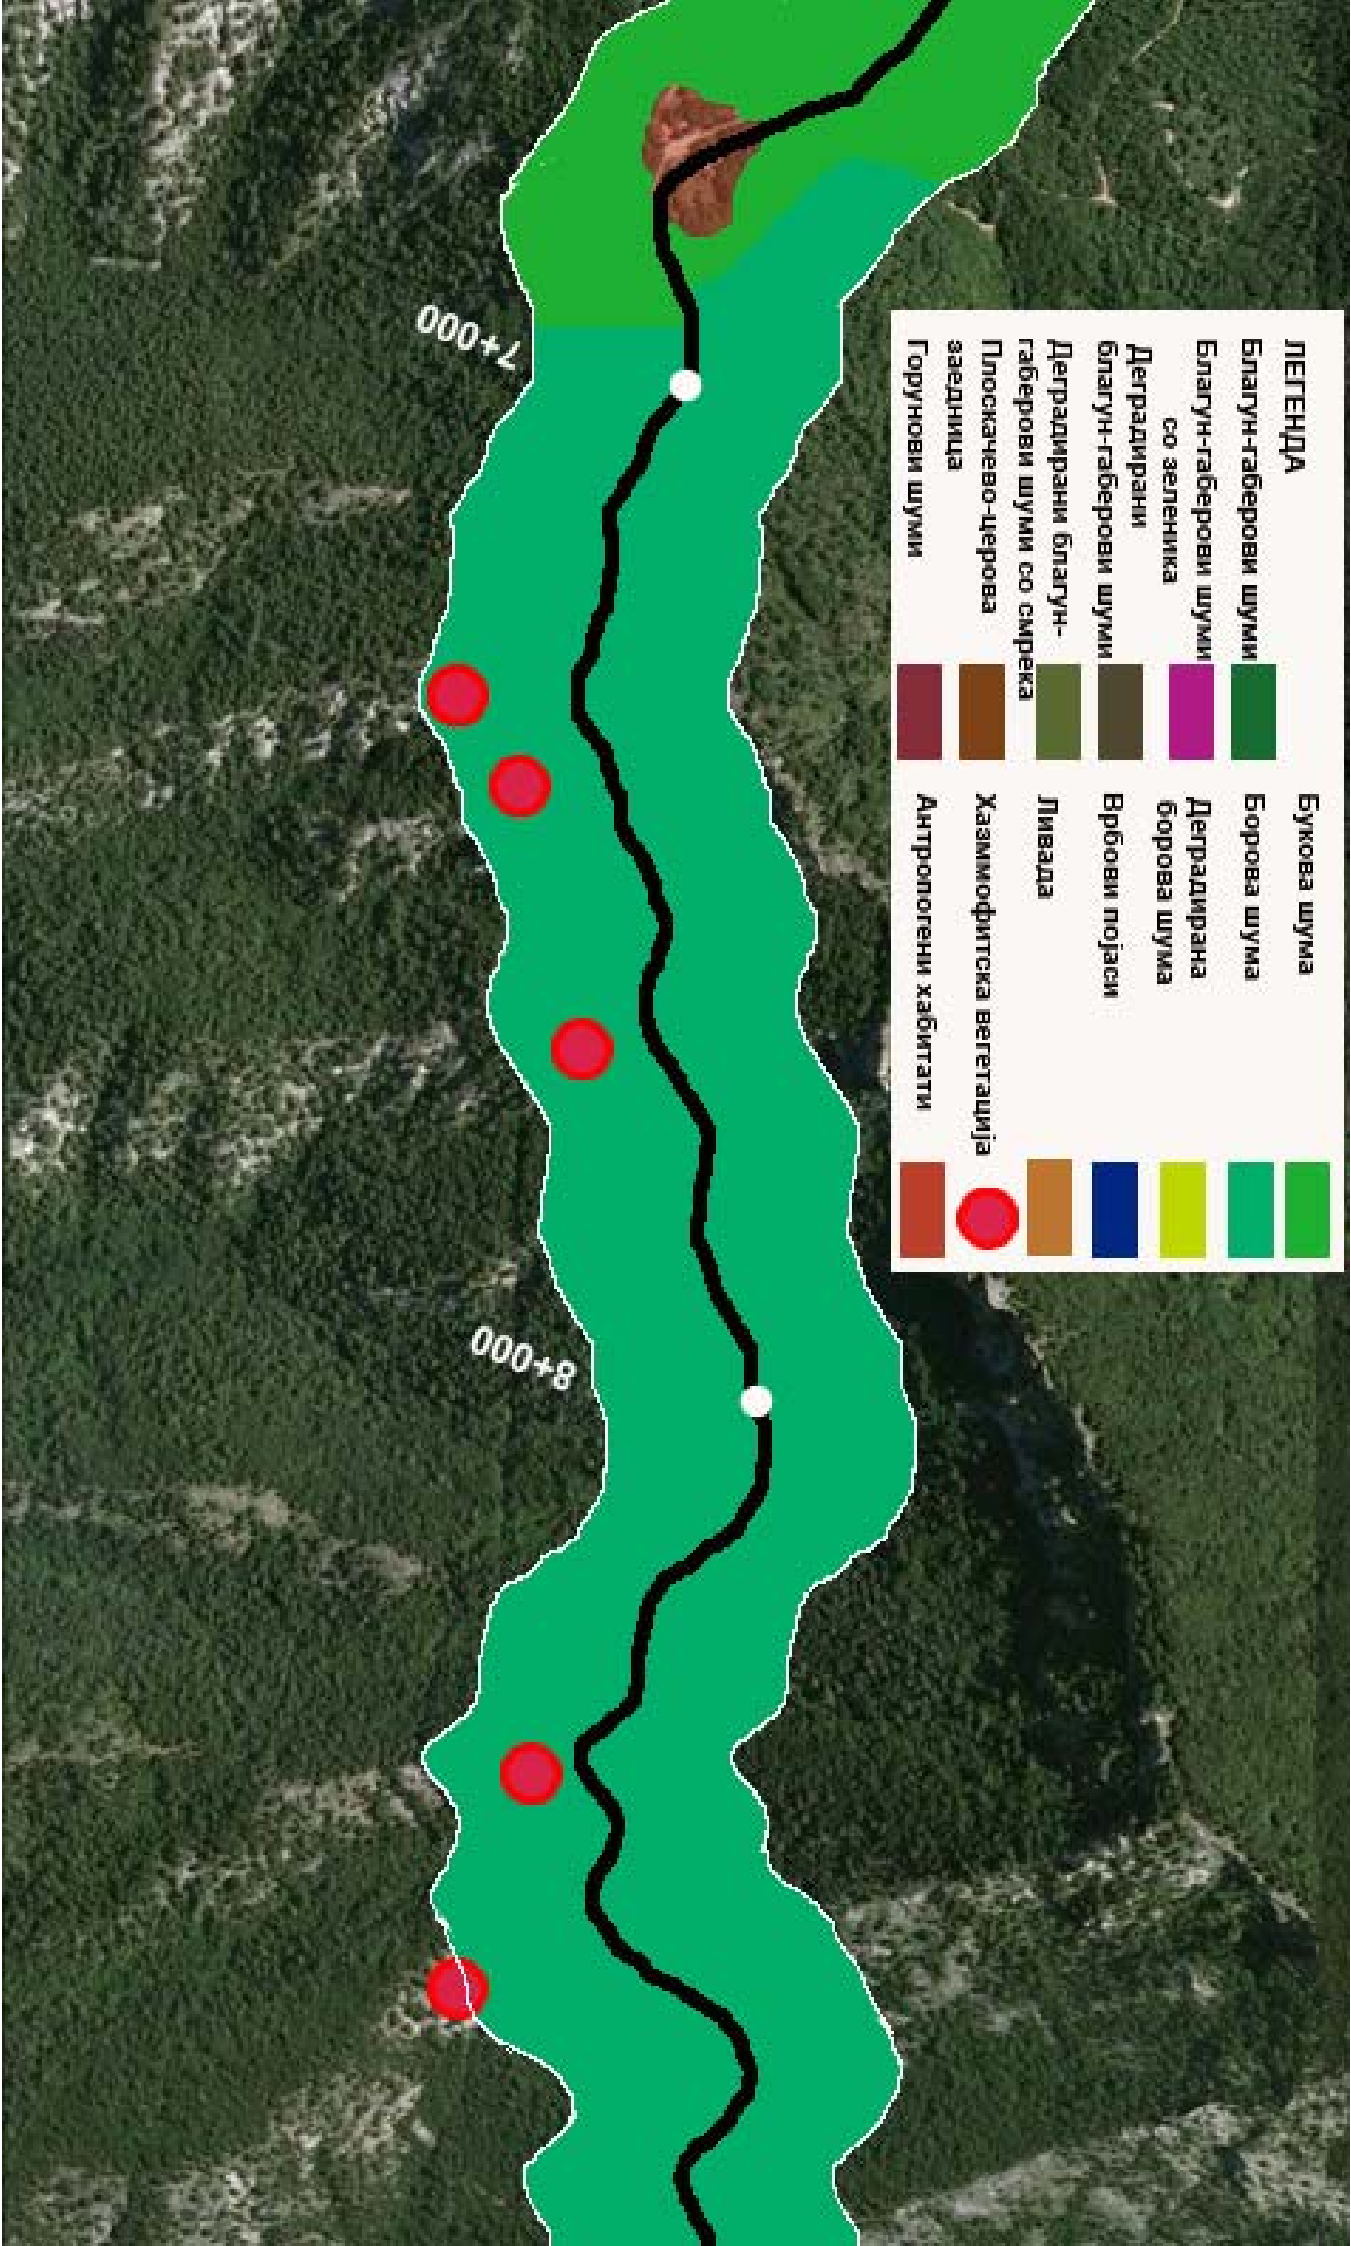 ЛЕГЕНДА
Благун-габерови шуми
Благун-габерови шуми
со зеленика
Деградирани
благун-габерови шуми
Деградирани благун-
габерови шуми со смрека
Плоскачево-церова
заедница
Горунови шуми
Букова шума
Борова шума
Деградирана
борова шума
Врбови појаси
Ливада
Хазммофитска вегетација
Антропогени хабитати
7+000
8+000